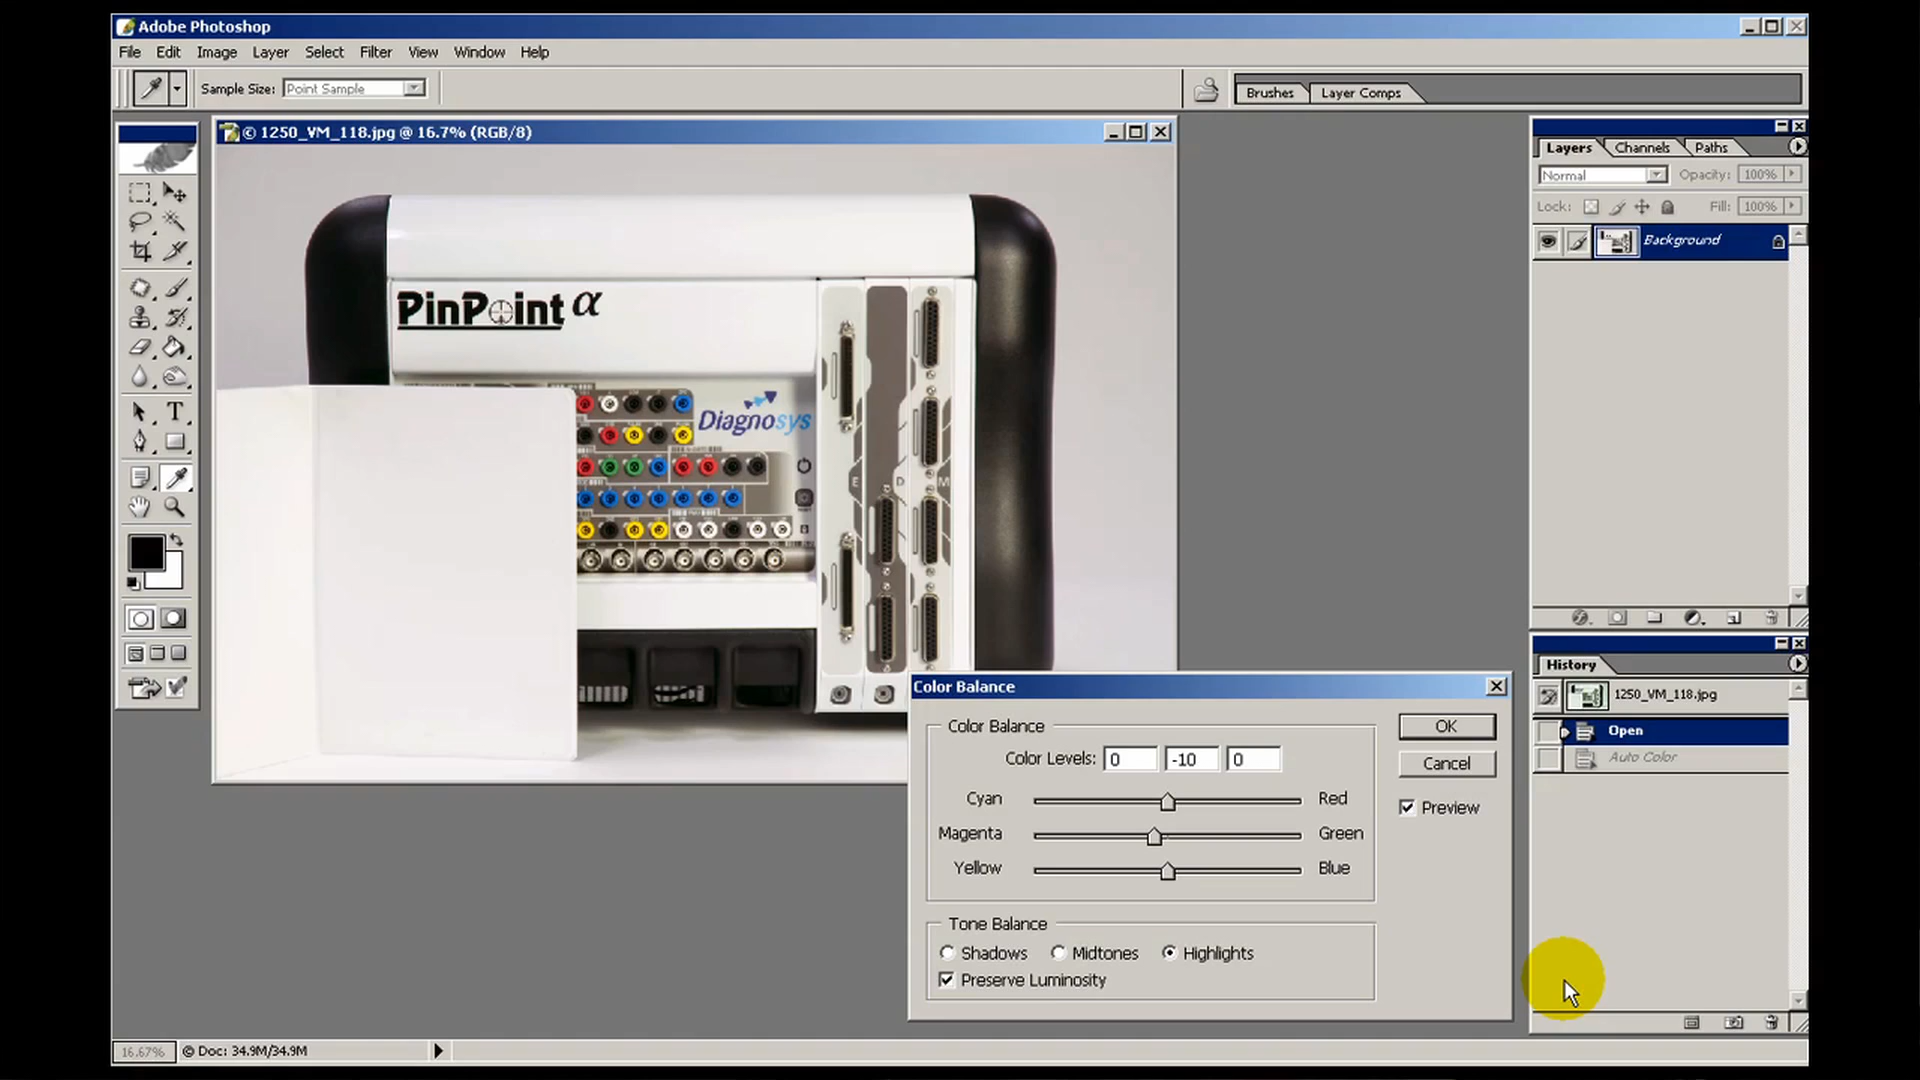 Adobe Photoshop
File Edit Image Layer Select Filter View Window Help
Sample Size: Point Sample
Brushes Layer Comps
© 1250_VM_118.jpg @ 16.7% (RGB/8)
PinPoint α
Diagnosys
E D M
Layers Channels Paths
Normal Opacity: 100%
Lock: Fill: 100%
Background
History
1250_VM_118.jpg
Open
Auto Color
Color Balance
Color Balance
Color Levels: 0 -10 0
Cyan Red
Magenta Green
Yellow Blue
Tone Balance
Shadows Midtones Highlights
Preserve Luminosity
OK
Cancel
Preview
16.67% © Doc: 34.9M/34.9M